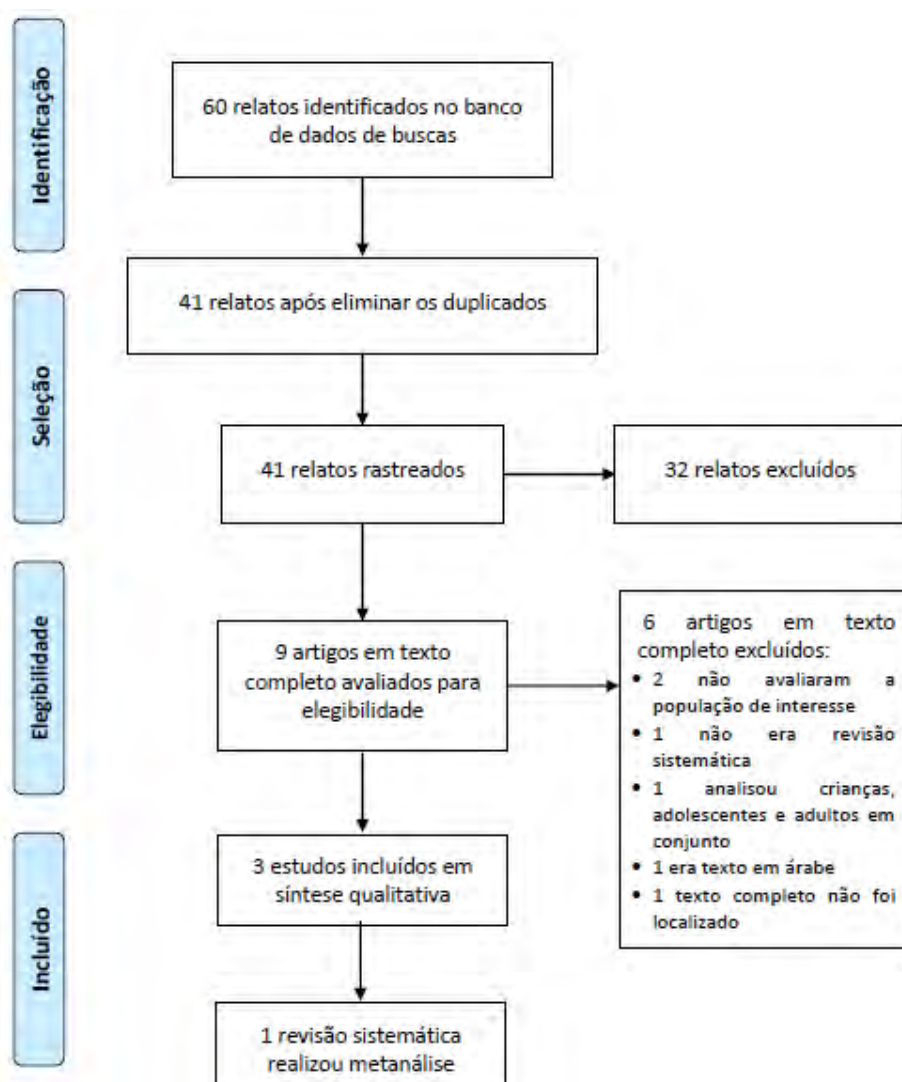 Identificação
60 relatos identificados no banco
de dados de buscas
41 relatos após eliminar os duplicados
Seleção
41 relatos rastreados
32 relatos excluídos
Elegibilidade
9 artigos em texto
completo avaliados para
elegibilidade
6 artigos em texto
completo excluídos:
• 2 não avaliaram a
população de interesse
• 1 não era revisão
sistemática
• 1 analisou crianças,
adolescentes e adultos em
conjunto
• 1 era texto em árabe
• 1 texto completo não foi
localizado
Incluído
3 estudos incluídos em
síntese qualitativa
1 revisão sistemática
realizou metanálise